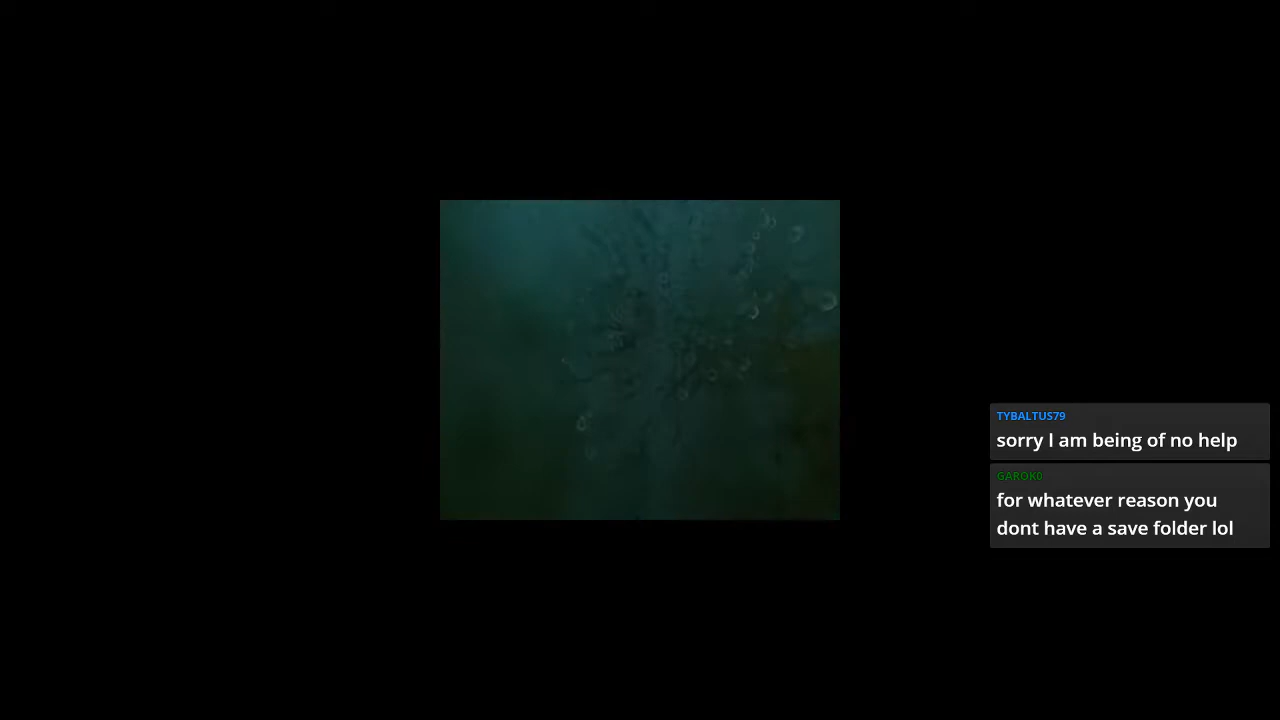 TYBALTUS79
sorry I am being of no help
GAROK0
for whatever reason you
dont have a save folder lol